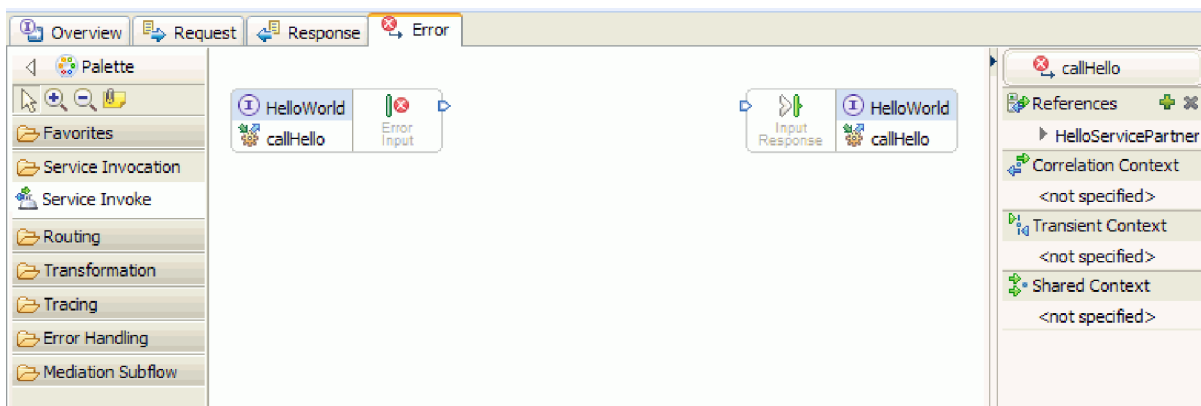 Overview Request Response Error
Palette
Favorites
Service Invocation
Service Invoke
Routing
Transformation
Tracing
Error Handling
Mediation Subflow
HelloWorld
callHello
Error
Input
Input
Response
HelloWorld
callHello
callHello
References
HelloServicePartner
Correlation Context
<not specified>
Transient Context
<not specified>
Shared Context
<not specified>